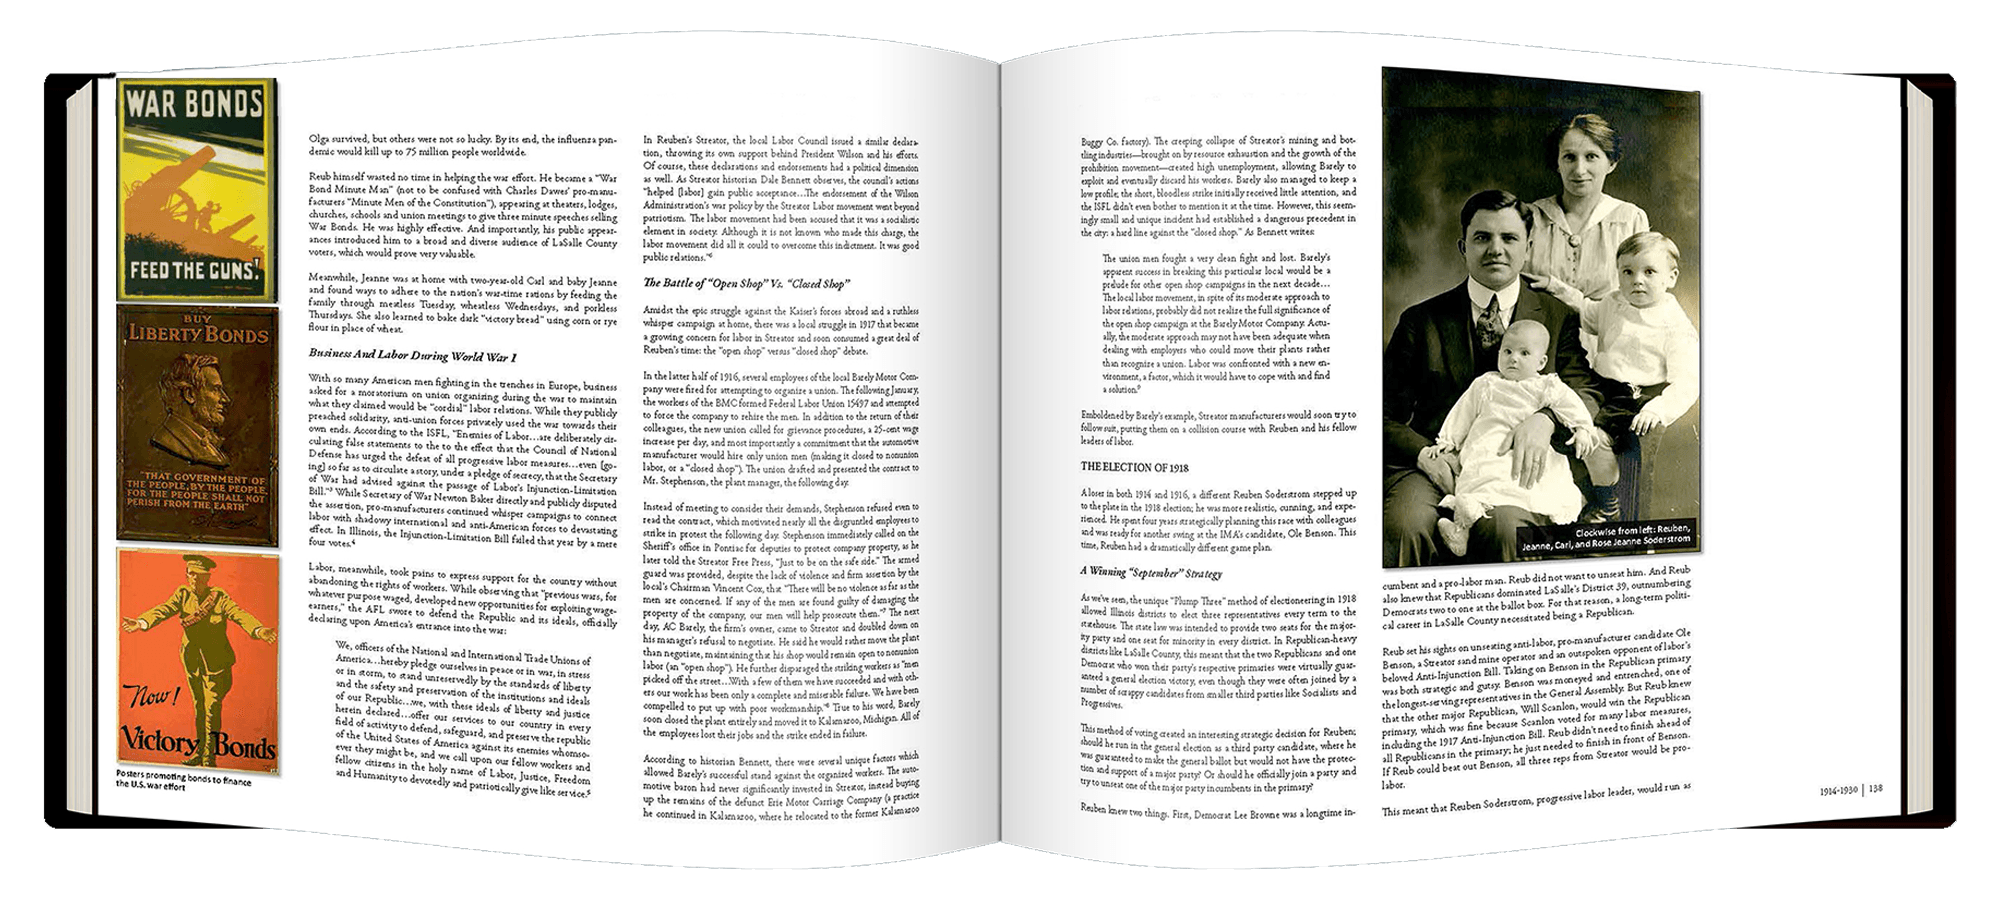 WAR BONDS
FEED THE GUNS!
BUY
LIBERTY BONDS
"THAT GOVERNMENT OF
THE PEOPLE, BY THE PEOPLE,
FOR THE PEOPLE SHALL NOT
PERISH FROM THE EARTH"
Now!
Victory Bonds
Posters promoting bonds to finance
the U.S. war effort
Olga survived, but others were not so lucky. By its end, the influenza pan-
demic would kill up to 75 million people worldwide.
Reub himself wasted no time in helping the war effort. He became a "War
Bond Minute Man" (not to be confused with Charles Dawes' pro-manu-
facturers "Minute Men of the Constitution"), appearing at theaters, lodges,
churches, schools and union meetings to give three minute speeches selling
War Bonds. He was highly effective. And importantly, his public appear-
ances introduced him to a broad and diverse audience of LaSalle County
voters, which would prove very valuable.
Meanwhile, Jeanne was at home with two-year-old Carl and baby Jeanne
and found ways to adhere to the nation's war-time rations by feeding the
family through meatless Tuesday, wheatless Wednesdays, and porkless
Thursdays. She also learned to bake dark "victory bread" using corn or rye
flour in place of wheat.
Business And Labor During World War I
With so many American men fighting in the trenches in Europe, business
asked for a moratorium on union organizing during the war to maintain
what they claimed would be "cordial" labor relations. While they publicly
preached solidarity, anti-union forces privately used the war towards their
own ends. According to the ISFL, "Enemies of Labor...are deliberately cir-
culating false statements to the to the effect that the Council of National
Defense has urged the defeat of all progressive labor measures...even [go-
ing] so far as to circulate a story, under a pledge of secrecy, that the Secretary
of War had advised against the passage of Labor's Injunction-Limitation
Bill."³ While Secretary of War Newton Baker directly and publicly disputed
the assertion, pro-manufacturers continued whisper campaigns to connect
labor with shadowy international and anti-American forces to devastating
effect. In Illinois, the Injunction-Limitation Bill failed that year by a mere
four votes.⁴
Labor, meanwhile, took pains to express support for the country without
abandoning the rights of workers. While observing that "previous wars, for
whatever purpose waged, developed new opportunities for exploiting wage-
earners," the AFL swore to defend the Republic and its ideals, officially
declaring upon America's entrance into the war:
We, officers of the National and International Trade Unions of
America...hereby pledge ourselves in peace or in war, in stress
or in storm, to stand unreservedly by the standards of liberty
and the safety and preservation of the institutions and ideals
of our Republic...we, with these ideals of liberty and justice
herein declared...offer our services to our country in every
field of activity to defend, safeguard, and preserve the republic
of the United States of America against its enemies whomso-
ever they might be, and we call upon our fellow workers and
fellow citizens in the holy name of Labor, Justice, Freedom
and Humanity to devotedly and patriotically give like service.⁵
In Reuben's Streator, the local Labor Council issued a similar declara-
tion, throwing its own support behind President Wilson and his efforts.
Of course, these declarations and endorsements had a political dimension
as well. As Streator historian Dale Bennett observes, the council's actions
"helped [labor] gain public acceptance...The endorsement of the Wilson
Administration's war policy by the Streator Labor movement went beyond
patriotism. The labor movement had been accused that it was a socialistic
element in society. Although it is not known who made this charge, the
labor movement did all it could to overcome this indictment. It was good
public relations."⁶
The Battle of "Open Shop" Vs. "Closed Shop"
Amidst the epic struggle against the Kaiser's forces abroad and a ruthless
whisper campaign at home, there was a local struggle in 1917 that became
a growing concern for labor in Streator and soon consumed a great deal of
Reuben's time: the "open shop" versus "closed shop" debate.
In the latter half of 1916, several employees of the local Barely Motor Com-
pany were fired for attempting to organize a union. The following January,
the workers of the BMC formed Federal Labor Union 15497 and attempted
to force the company to rehire the men. In addition to the return of their
colleagues, the new union called for grievance procedures, a 25-cent wage
increase per day, and most importantly a commitment that the automotive
manufacturer would hire only union men (making it closed to nonunion
labor, or a "closed shop"). The union drafted and presented the contract to
Mr. Stephenson, the plant manager, the following day.
Instead of meeting to consider their demands, Stephenson refused even to
read the contract, which motivated nearly all the disgruntled employees to
strike in protest the following day. Stephenson immediately called on the
Sheriff's office in Pontiac for deputies to protect company property, as he
later told the Streator Free Press, "Just to be on the safe side." The armed
guard was provided, despite the lack of violence and firm assertion by the
local's Chairman Vincent Cox, that "There will be no violence as far as the
men are concerned. If any of the men are found guilty of damaging the
property of the company, our men will help prosecute them."⁷ The next
day, AC Barely, the firm's owner, came to Streator and doubled down on
his manager's refusal to negotiate. He said he would rather move the plant
than negotiate, maintaining that his shop would remain open to nonunion
labor (an "open shop"). He further disparaged the striking workers as "men
picked off the street...With a few of them we have succeeded and with oth-
ers our work has been only a complete and miserable failure. We have been
compelled to put up with poor workmanship."⁸ True to his word, Barely
soon closed the plant entirely and moved it to Kalamaroo, Michigan. All of
the employees lost their jobs and the strike ended in failure.
According to historian Bennett, there were several unique factors which
allowed Barely's successful stand against the organized workers. The auto-
motive baron had never significantly invested in Streator, instead buying
up the remains of the defunct Erie Motor Carriage Company (a practice
he continued in Kalamaroo, where he relocated to the former Kalamaroo
Buggy Co. factory). The creeping collapse of Streator's mining and bot-
tling industries—brought on by resource exhaustion and the growth of the
prohibition movement—created high unemployment, allowing Barely to
exploit and eventually discard his workers. Barely also managed to keep a
low profile; the short, bloodless strike initially received little attention, and
the ISFL didn't even bother to mention it at the time. However, this seem-
ingly small and unique incident had established a dangerous precedent in
the city: a hard line against the "closed shop." As Bennett writes:
The union men fought a very clean fight and lost. Barely's
apparent success in breaking this particular local would be a
prelude for other open shop campaigns in the next decade...
The local labor movement, in spite of its moderate approach to
labor relations, probably did not realize the full significance of
the open shop campaign at the Barely Motor Company. Actu-
ally, the moderate approach may not have been adequate when
dealing with employers who could move their plants rather
than recognize a union. Labor was confronted with a new en-
vironment, a factor, which it would have to cope with and find
a solution.⁹
Emboldened by Barely's example, Streator manufacturers would soon try to
follow suit, putting them on a collision course with Reuben and his fellow
leaders of labor.
THE ELECTION OF 1918
A loser in both 1914 and 1916, a different Reuben Soderstrom stepped up
to the plate in the 1918 election; he was more realistic, cunning, and expe-
rienced. He spent four years strategically planning this race with colleagues
and was ready for another swing at the IMA's candidate, Ole Benson. This
time, Reuben had a dramatically different game plan.
A Winning "September" Strategy
As we've seen, the unique "Plump Three" method of electioneering in 1918
allowed Illinois districts to elect three representatives every term to the
statehouse. The state law was intended to provide two seats for the major-
ity party and one seat for minority in every district. In Republican-heavy
districts like LaSalle County, this meant that the two Republicans and one
Democrat who won their party's respective primaries were virtually guar-
anteed a general election victory, even though they were often joined by a
number of scrappy candidates from smaller third parties like Socialists and
Progressives.
This method of voting created an interesting strategic decision for Reuben;
should he run in the general election as a third party candidate, where he
was guaranteed to make the general ballot but would not have the protec-
tion and support of a major party? Or should he officially join a party and
try to unseat one of the major party incumbents in the primary?
Reuben knew two things. First, Democrat Lee Browne was a longtime in-
Clockwise from left: Reuben,
Jeanne, Carl, and Rose Jeanne Soderstrom
cumbent and a pro-labor man. Reub did not want to unseat him. And Reub
also knew that Republicans dominated LaSalle's District 39, outnumbering
Democrats two to one at the ballot box. For that reason, a long-term politi-
cal career in LaSalle County necessitated being a Republican.
Reub set his sights on unseating anti-labor, pro-manufacturer candidate Ole
Benson, a Streator sand mine operator and an outspoken opponent of labor's
beloved Anti-Injunction Bill. Taking on Benson in the Republican primary
was both strategic and gutsy. Benson was moneyed and entrenched, one of
the longest-serving representatives in the General Assembly. But Reub knew
that the other major Republican, Will Scanlon, would win the Republican
primary, which was fine because Scanlon voted for many labor measures,
including the 1917 Anti-Injunction Bill. Reub didn't need to finish ahead of
all Republicans in the primary; he just needed to finish in front of Benson.
If Reub could beat out Benson, all three reps from Streator would be pro-
labor.
This meant that Reuben Soderstrom, progressive labor leader, would run as
1914-1930 | 138